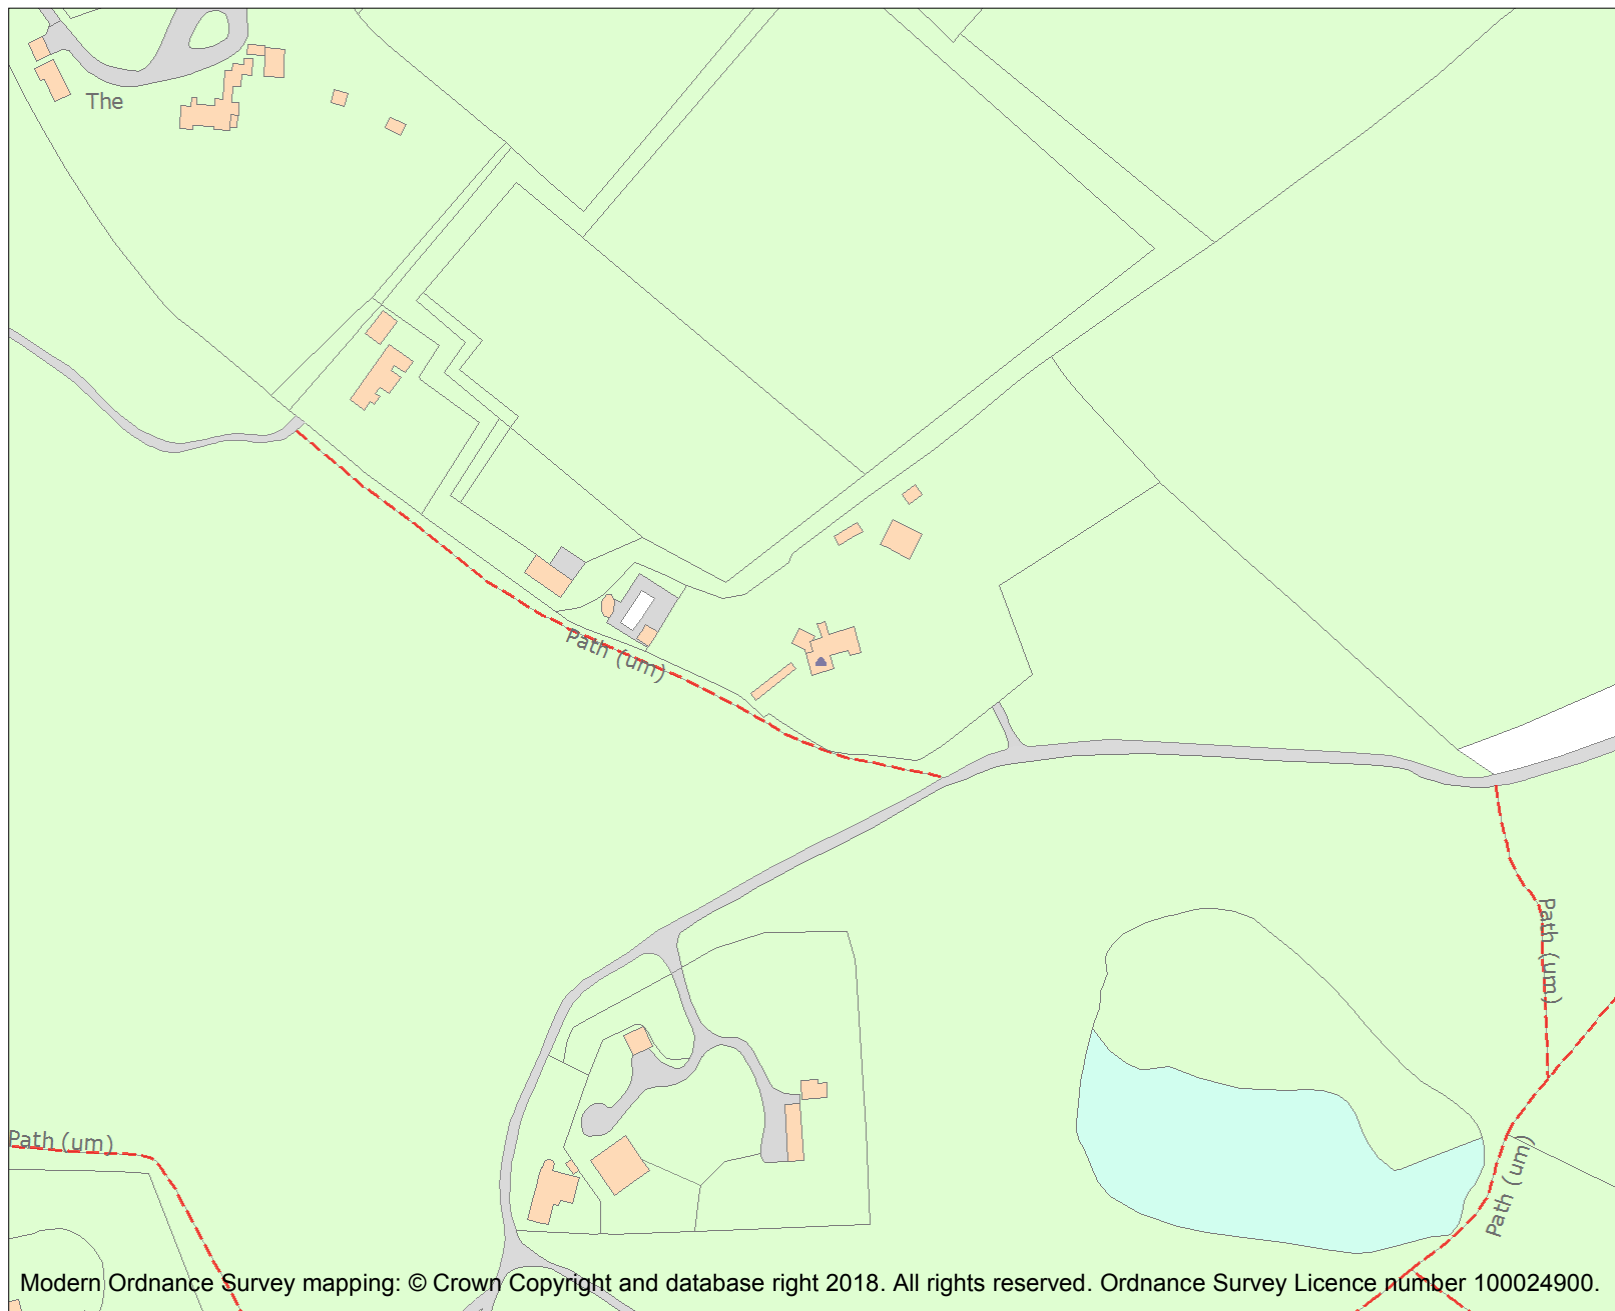 The
Path (um)
Path (um)
Path (um)
Path (um)
Modern Ordnance Survey mapping: © Crown Copyright and database right 2018. All rights reserved. Ordnance Survey Licence number 100024900.